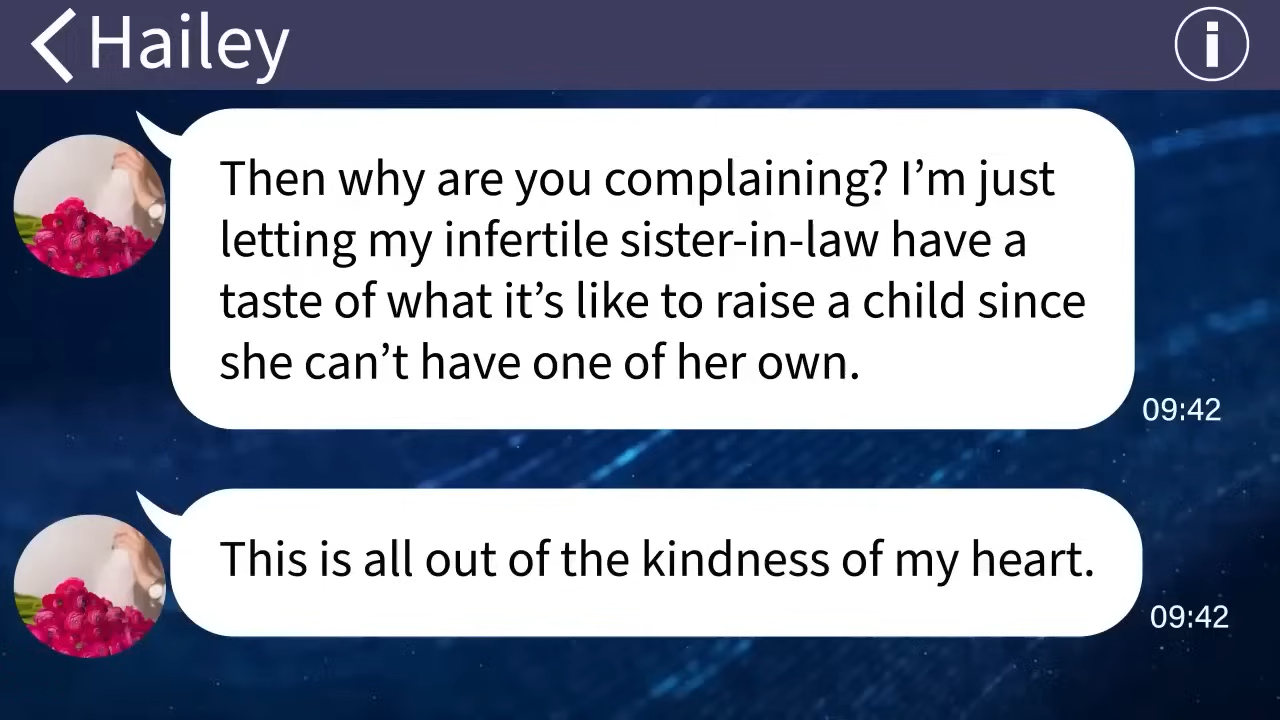 Hailey
Then why are you complaining? I’m just
letting my infertile sister-in-law have a
taste of what it’s like to raise a child since
she can’t have one of her own.
09:42
This is all out of the kindness of my heart.
09:42